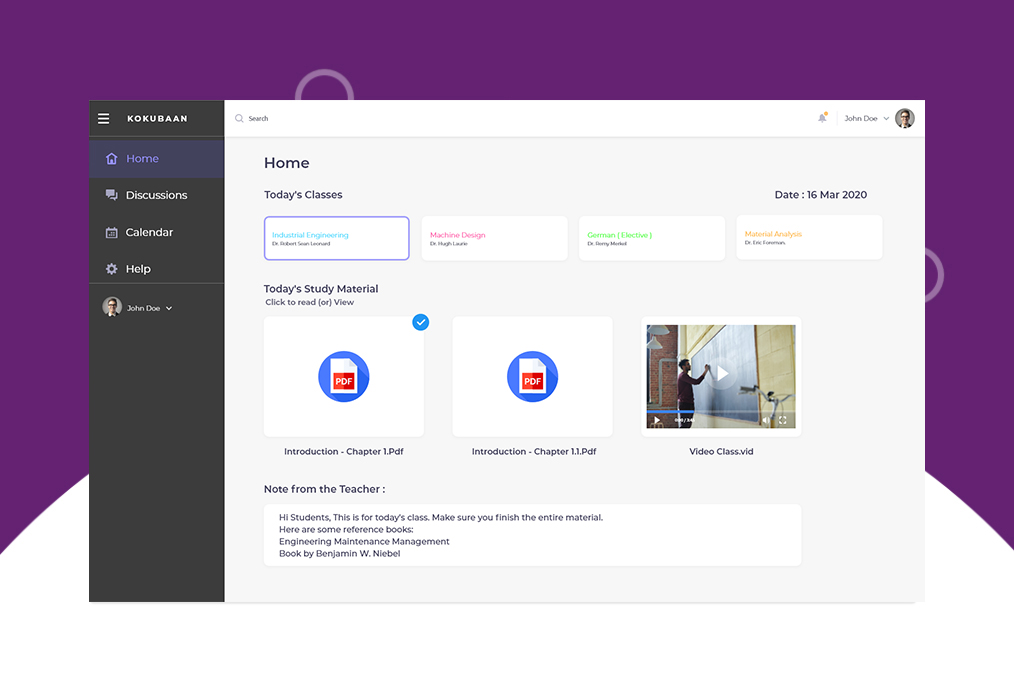 KOKUBAAN
Search
John Doe
Home
Discussions
Calendar
Help
John Doe
Home
Today's Classes
Date : 16 Mar 2020
Industrial Engineering
Dr. Robert Sean Leonard
Machine Design
Dr. Hugh Laurie
German ( Elective )
Dr. Remy Merkel
Material Analysis
Dr. Eric Foreman.
Today's Study Material
Click to read (or) View
PDF
PDF
Introduction - Chapter 1.Pdf
Introduction - Chapter 1.1.Pdf
Video Class.vid
Note from the Teacher :
Hi Students, This is for today's class. Make sure you finish the entire material.
Here are some reference books:
Engineering Maintenance Management
Book by Benjamin W. Niebel